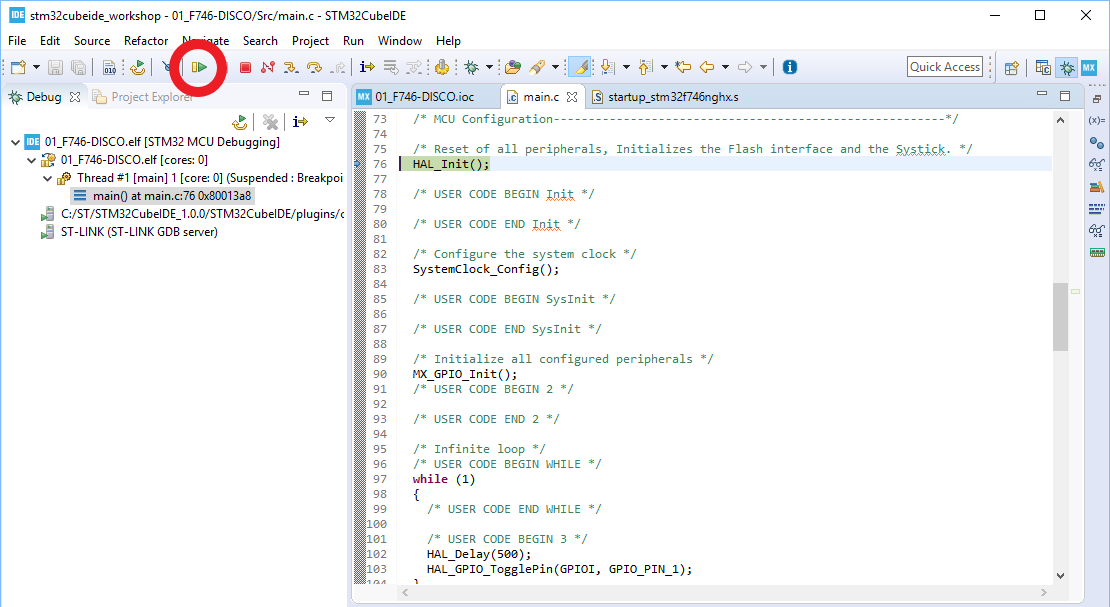 IDE stm32cubeide_workshop - 01_F746-DISCO/Src/main.c - STM32CubeIDE
File Edit Source Refactor Navigate Search Project Run Window Help
010 Quick Access MX
Debug Project Explorer
MX 01_F746-DISCO.ioc main.c startup_stm32f746nghx.s
IDE 01_F746-DISCO.elf [STM32 MCU Debugging]
01_F746-DISCO.elf [cores: 0]
Thread #1 [main] 1 [core: 0] (Suspended : Breakpoi
main() at main.c:76 0x80013a8
C:/ST/STM32CubeIDE_1.0.0/STM32CubeIDE/plugins/c
ST-LINK (ST-LINK GDB server)
73 /* MCU Configuration--------------------------------------------------------*/
74
75 /* Reset of all peripherals, Initializes the Flash interface and the Systick. */
76 HAL_Init();
77
78 /* USER CODE BEGIN Init */
79
80 /* USER CODE END Init */
81
82 /* Configure the system clock */
83 SystemClock_Config();
84
85 /* USER CODE BEGIN SysInit */
86
87 /* USER CODE END SysInit */
88
89 /* Initialize all configured peripherals */
90 MX_GPIO_Init();
91 /* USER CODE BEGIN 2 */
92
93 /* USER CODE END 2 */
94
95 /* Infinite loop */
96 /* USER CODE BEGIN WHILE */
97 while (1)
98 {
99 /* USER CODE END WHILE */
100
101 /* USER CODE BEGIN 3 */
102 HAL_Delay(500);
103 HAL_GPIO_TogglePin(GPIOI, GPIO_PIN_1);
104 }
(x)=